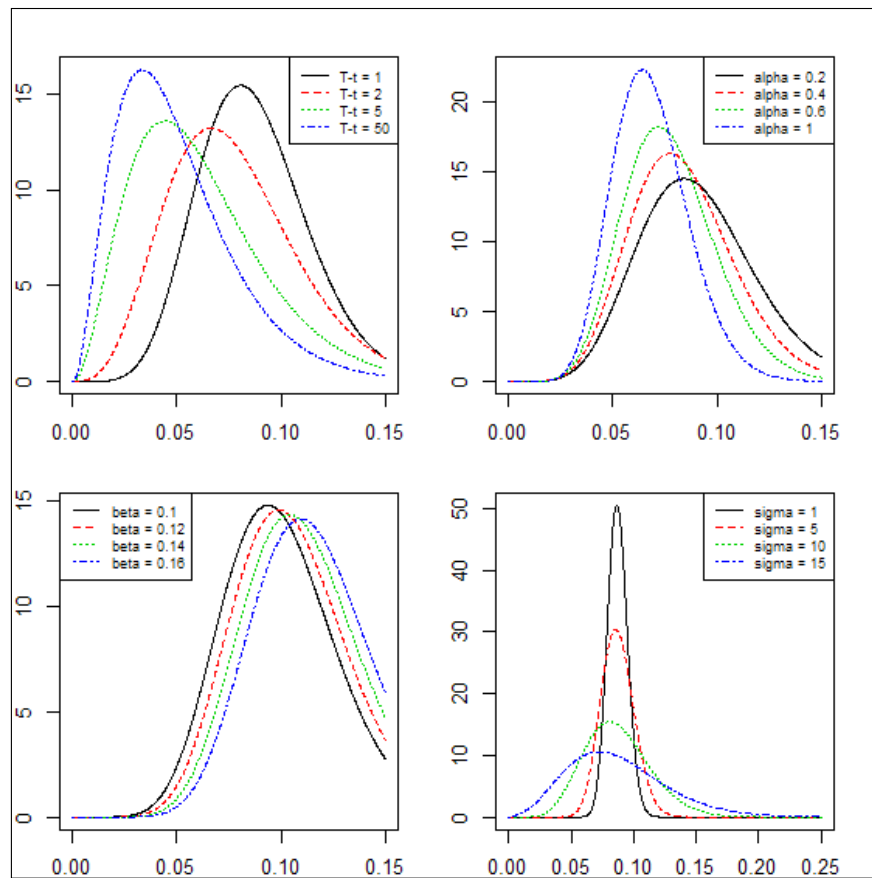 T-t = 1
T-t = 2
T-t = 5
T-t = 50
0
5
10
15
0.00
0.05
0.10
0.15
alpha = 0.2
alpha = 0.4
alpha = 0.6
alpha = 1
0
5
10
15
20
0.00
0.05
0.10
0.15
beta = 0.1
beta = 0.12
beta = 0.14
beta = 0.16
0
5
10
15
0.00
0.05
0.10
0.15
sigma = 1
sigma = 5
sigma = 10
sigma = 15
0
10
20
30
40
50
0.00
0.05
0.10
0.15
0.20
0.25